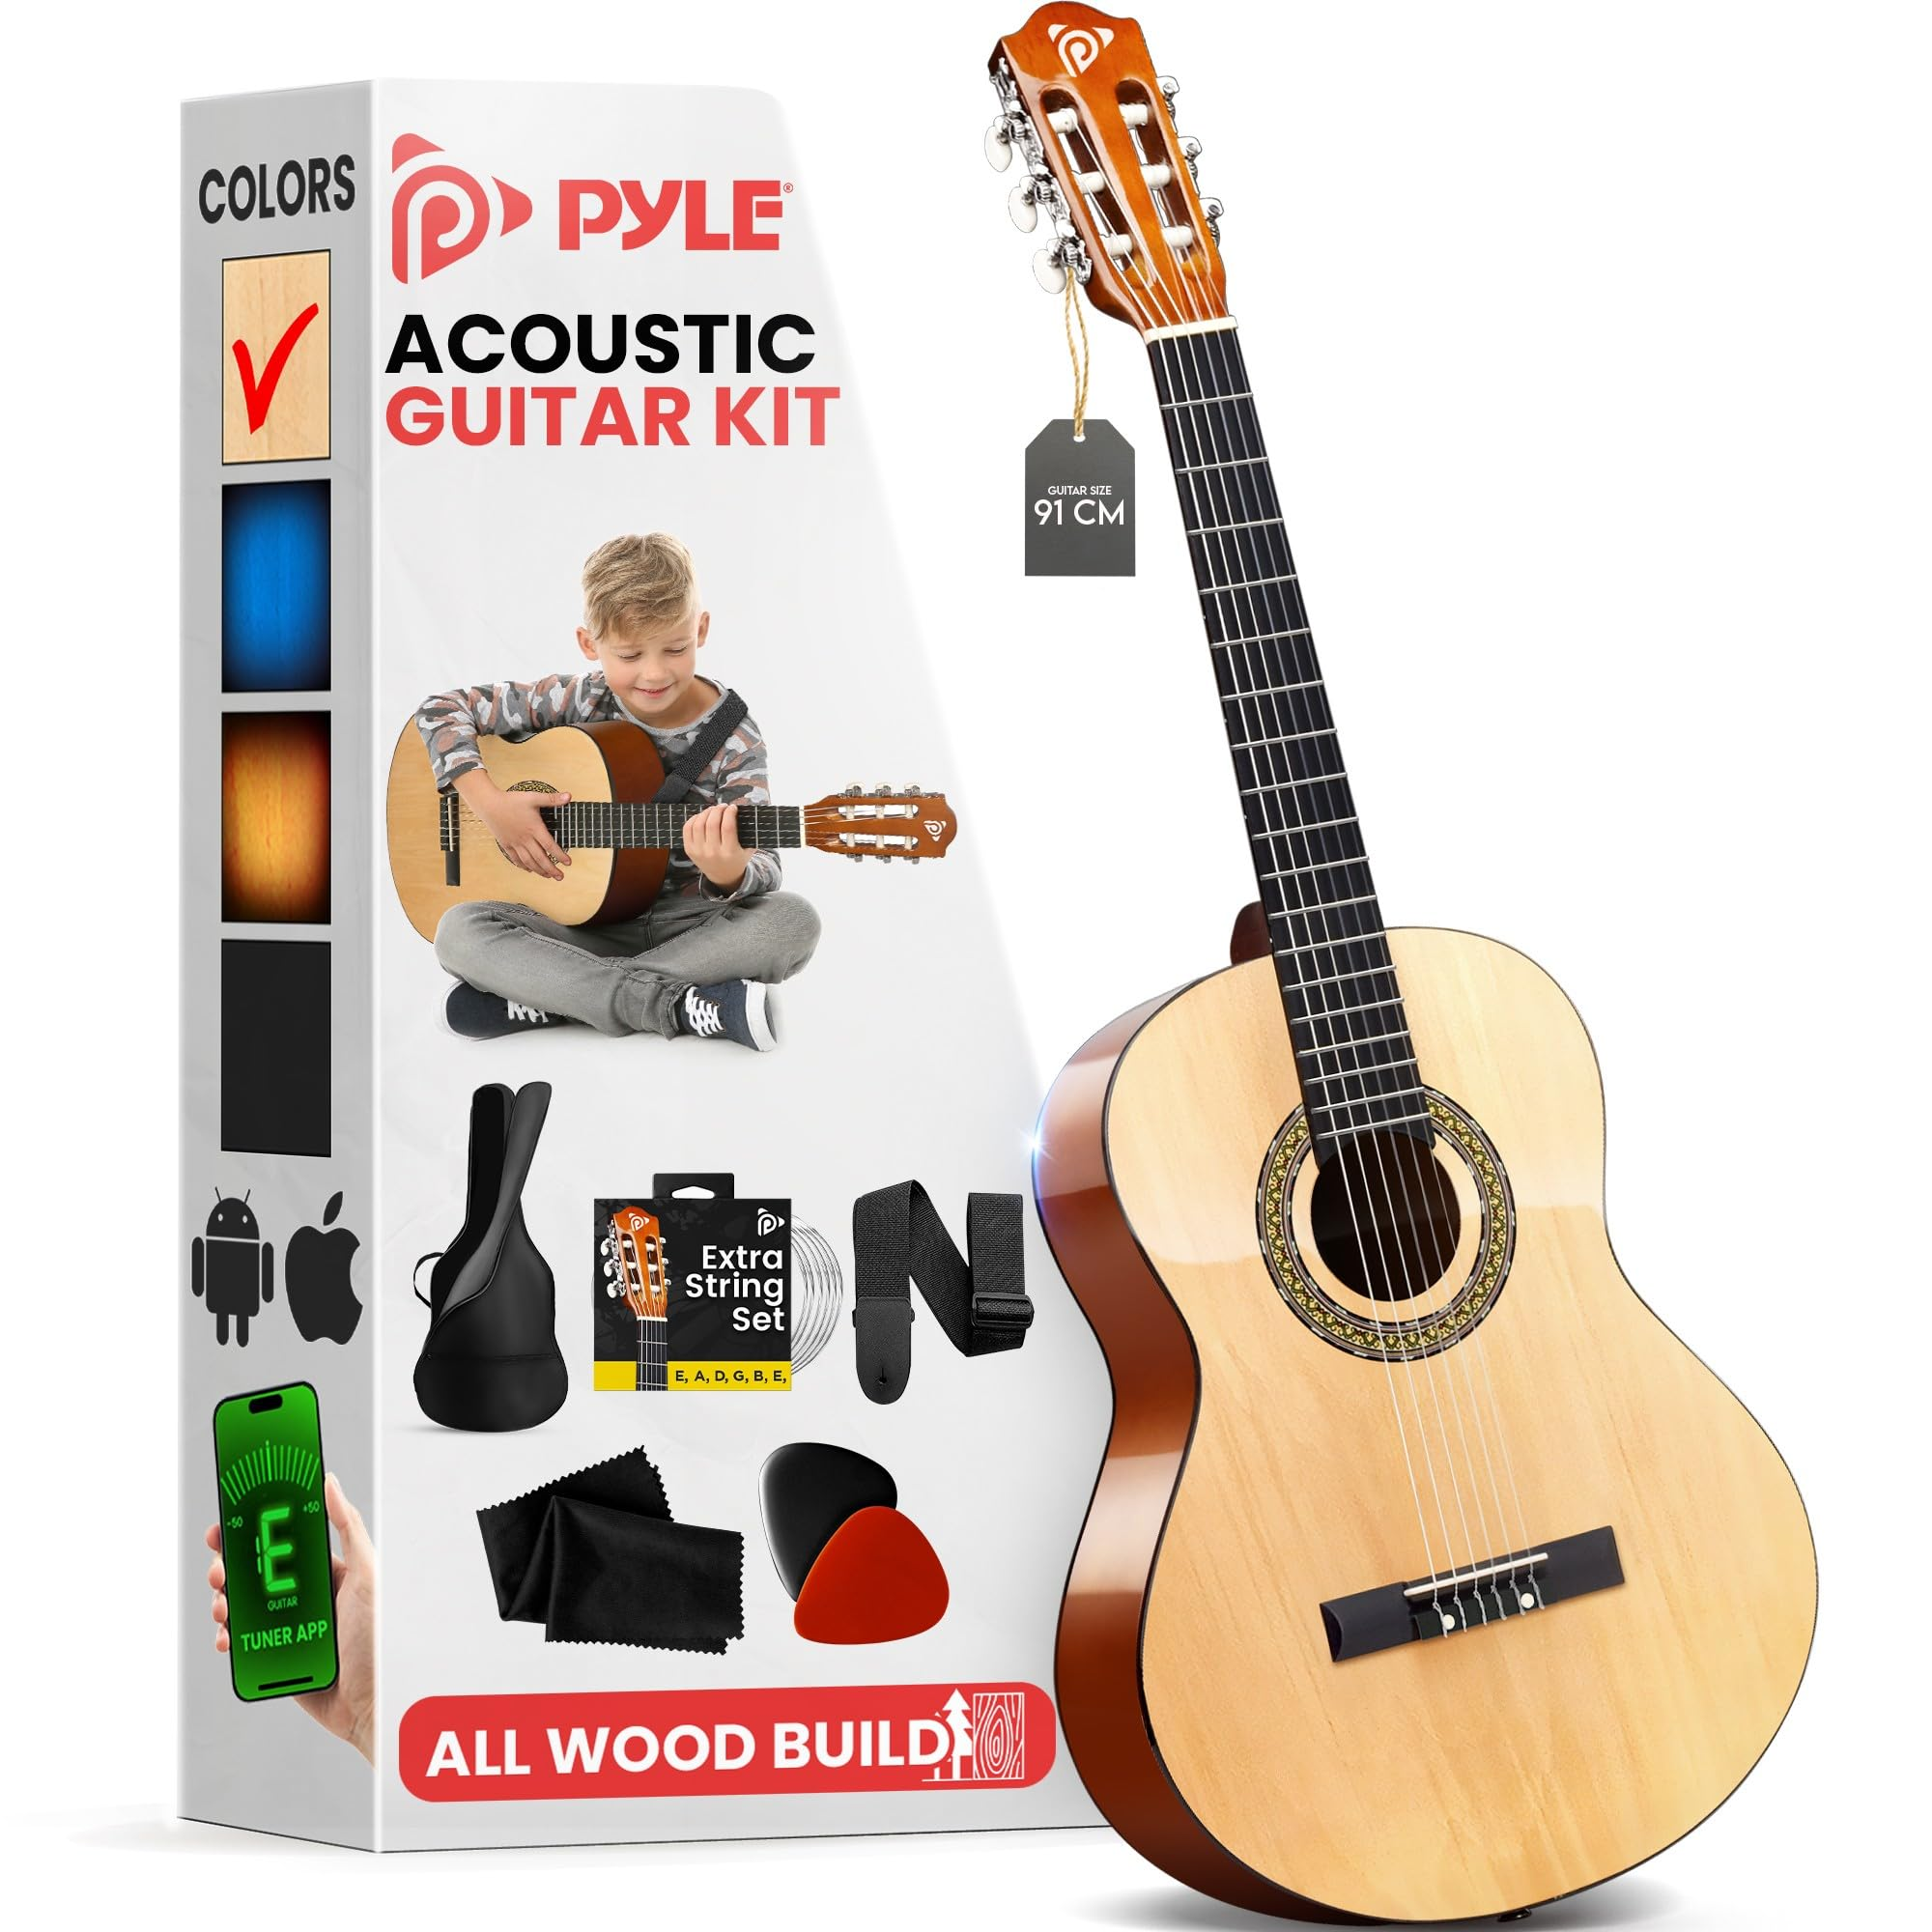 COLORS
PYLE®
ACOUSTIC
GUITAR KIT
GUITAR SIZE
91 CM
Extra
String
Set
E, A, D, G, B, E,
-50
+50
E
GUITAR
TUNER APP
ALL WOOD BUILD